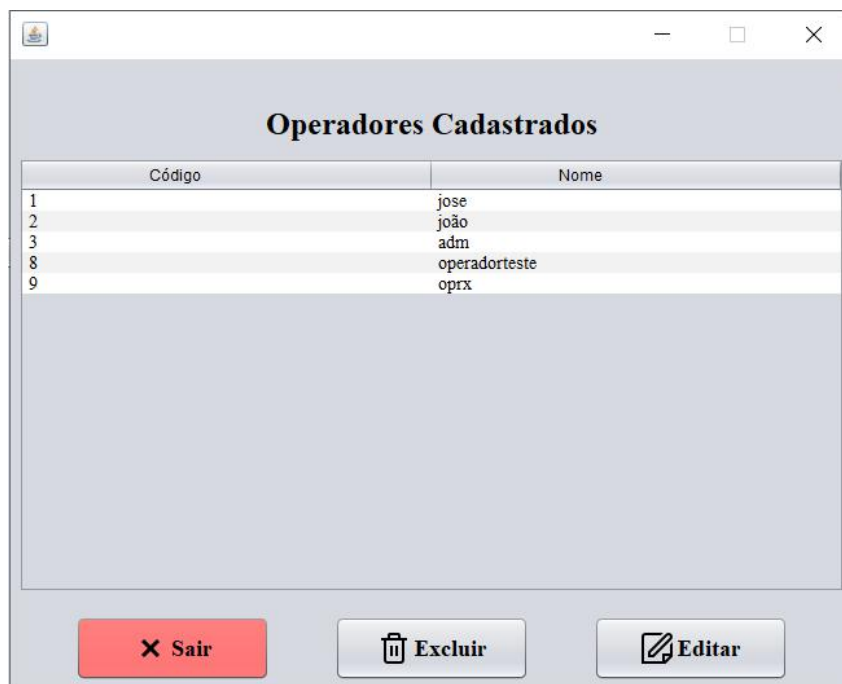 Operadores Cadastrados
Código Nome
1 jose
2 joão
3 adm
8 operadorteste
9 oprx
Sair Excluir Editar